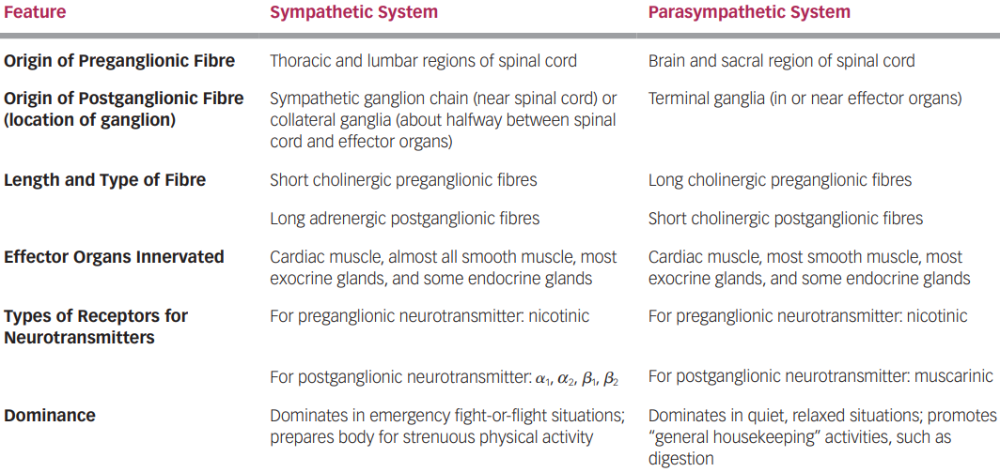 Feature Sympathetic System Parasympathetic System
Origin of Preganglionic Fibre Thoracic and lumbar regions of spinal cord Brain and sacral region of spinal cord
Origin of Postganglionic Fibre Sympathetic ganglion chain (near spinal cord) or Terminal ganglia (in or near effector organs)
(location of ganglion) collateral ganglia (about halfway between spinal
cord and effector organs)
Length and Type of Fibre Short cholinergic preganglionic fibres Long cholinergic preganglionic fibres
Long adrenergic postganglionic fibres Short cholinergic postganglionic fibres
Effector Organs Innervated Cardiac muscle, almost all smooth muscle, most Cardiac muscle, most smooth muscle, most
exocrine glands, and some endocrine glands exocrine glands, and some endocrine glands
Types of Receptors for For preganglionic neurotransmitter: nicotinic For preganglionic neurotransmitter: nicotinic
Neurotransmitters
For postganglionic neurotransmitter: α₁, α₂, β₁, β₂ For postganglionic neurotransmitter: muscarinic
Dominance Dominates in emergency fight-or-flight situations; Dominates in quiet, relaxed situations; promotes
prepares body for strenuous physical activity “general housekeeping” activities, such as
digestion